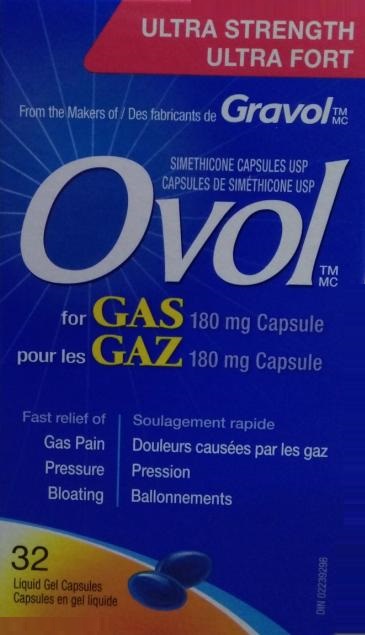 ULTRA STRENGTH
ULTRA FORT
From the Makers of / Des fabricants de Gravol TM MC
SIMETHICONE CAPSULES USP
CAPSULES DE SIMÉTHICONE USP
Ovol TM MC
for GAS 180 mg Capsule
pour les GAZ 180 mg Capsule
Fast relief of
Gas Pain
Pressure
Bloating
Soulagement rapide
Douleurs causées par les gaz
Pression
Ballonnements
32
Liquid Gel Capsules
Capsules en gel liquide
DIN 02239298